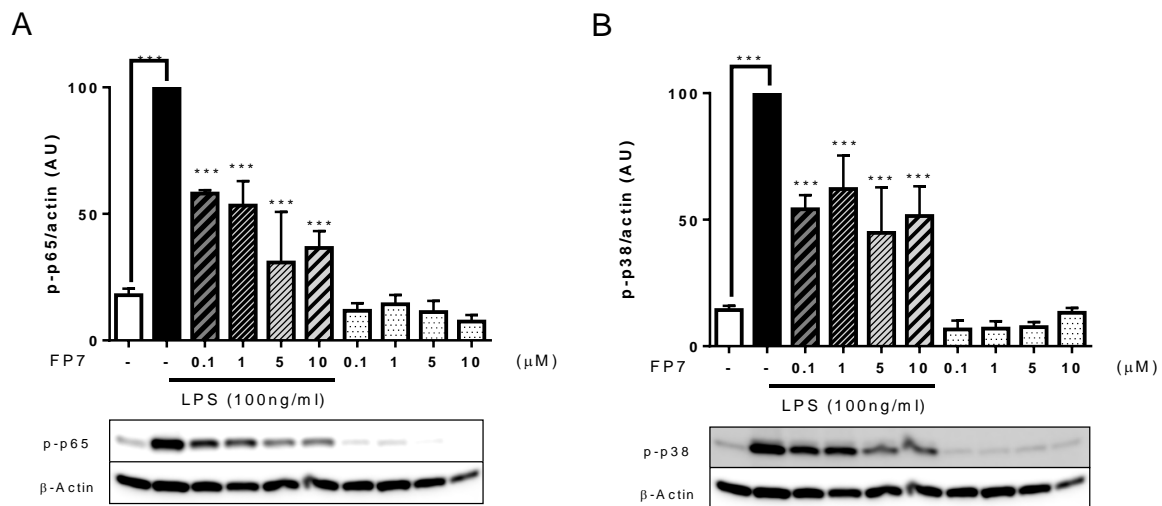 A
***
p-p65/actin (AU)
100
50
0
***
***
***
***
FP7 - - 0.1 1 5 10 0.1 1 5 10 (μM)
LPS (100ng/ml)
p-p65
β-Actin
B
***
p-p38/actin (AU)
100
50
0
***
***
***
***
FP7 - - 0.1 1 5 10 0.1 1 5 10 (μM)
LPS (100ng/ml)
p-p38
β-Actin